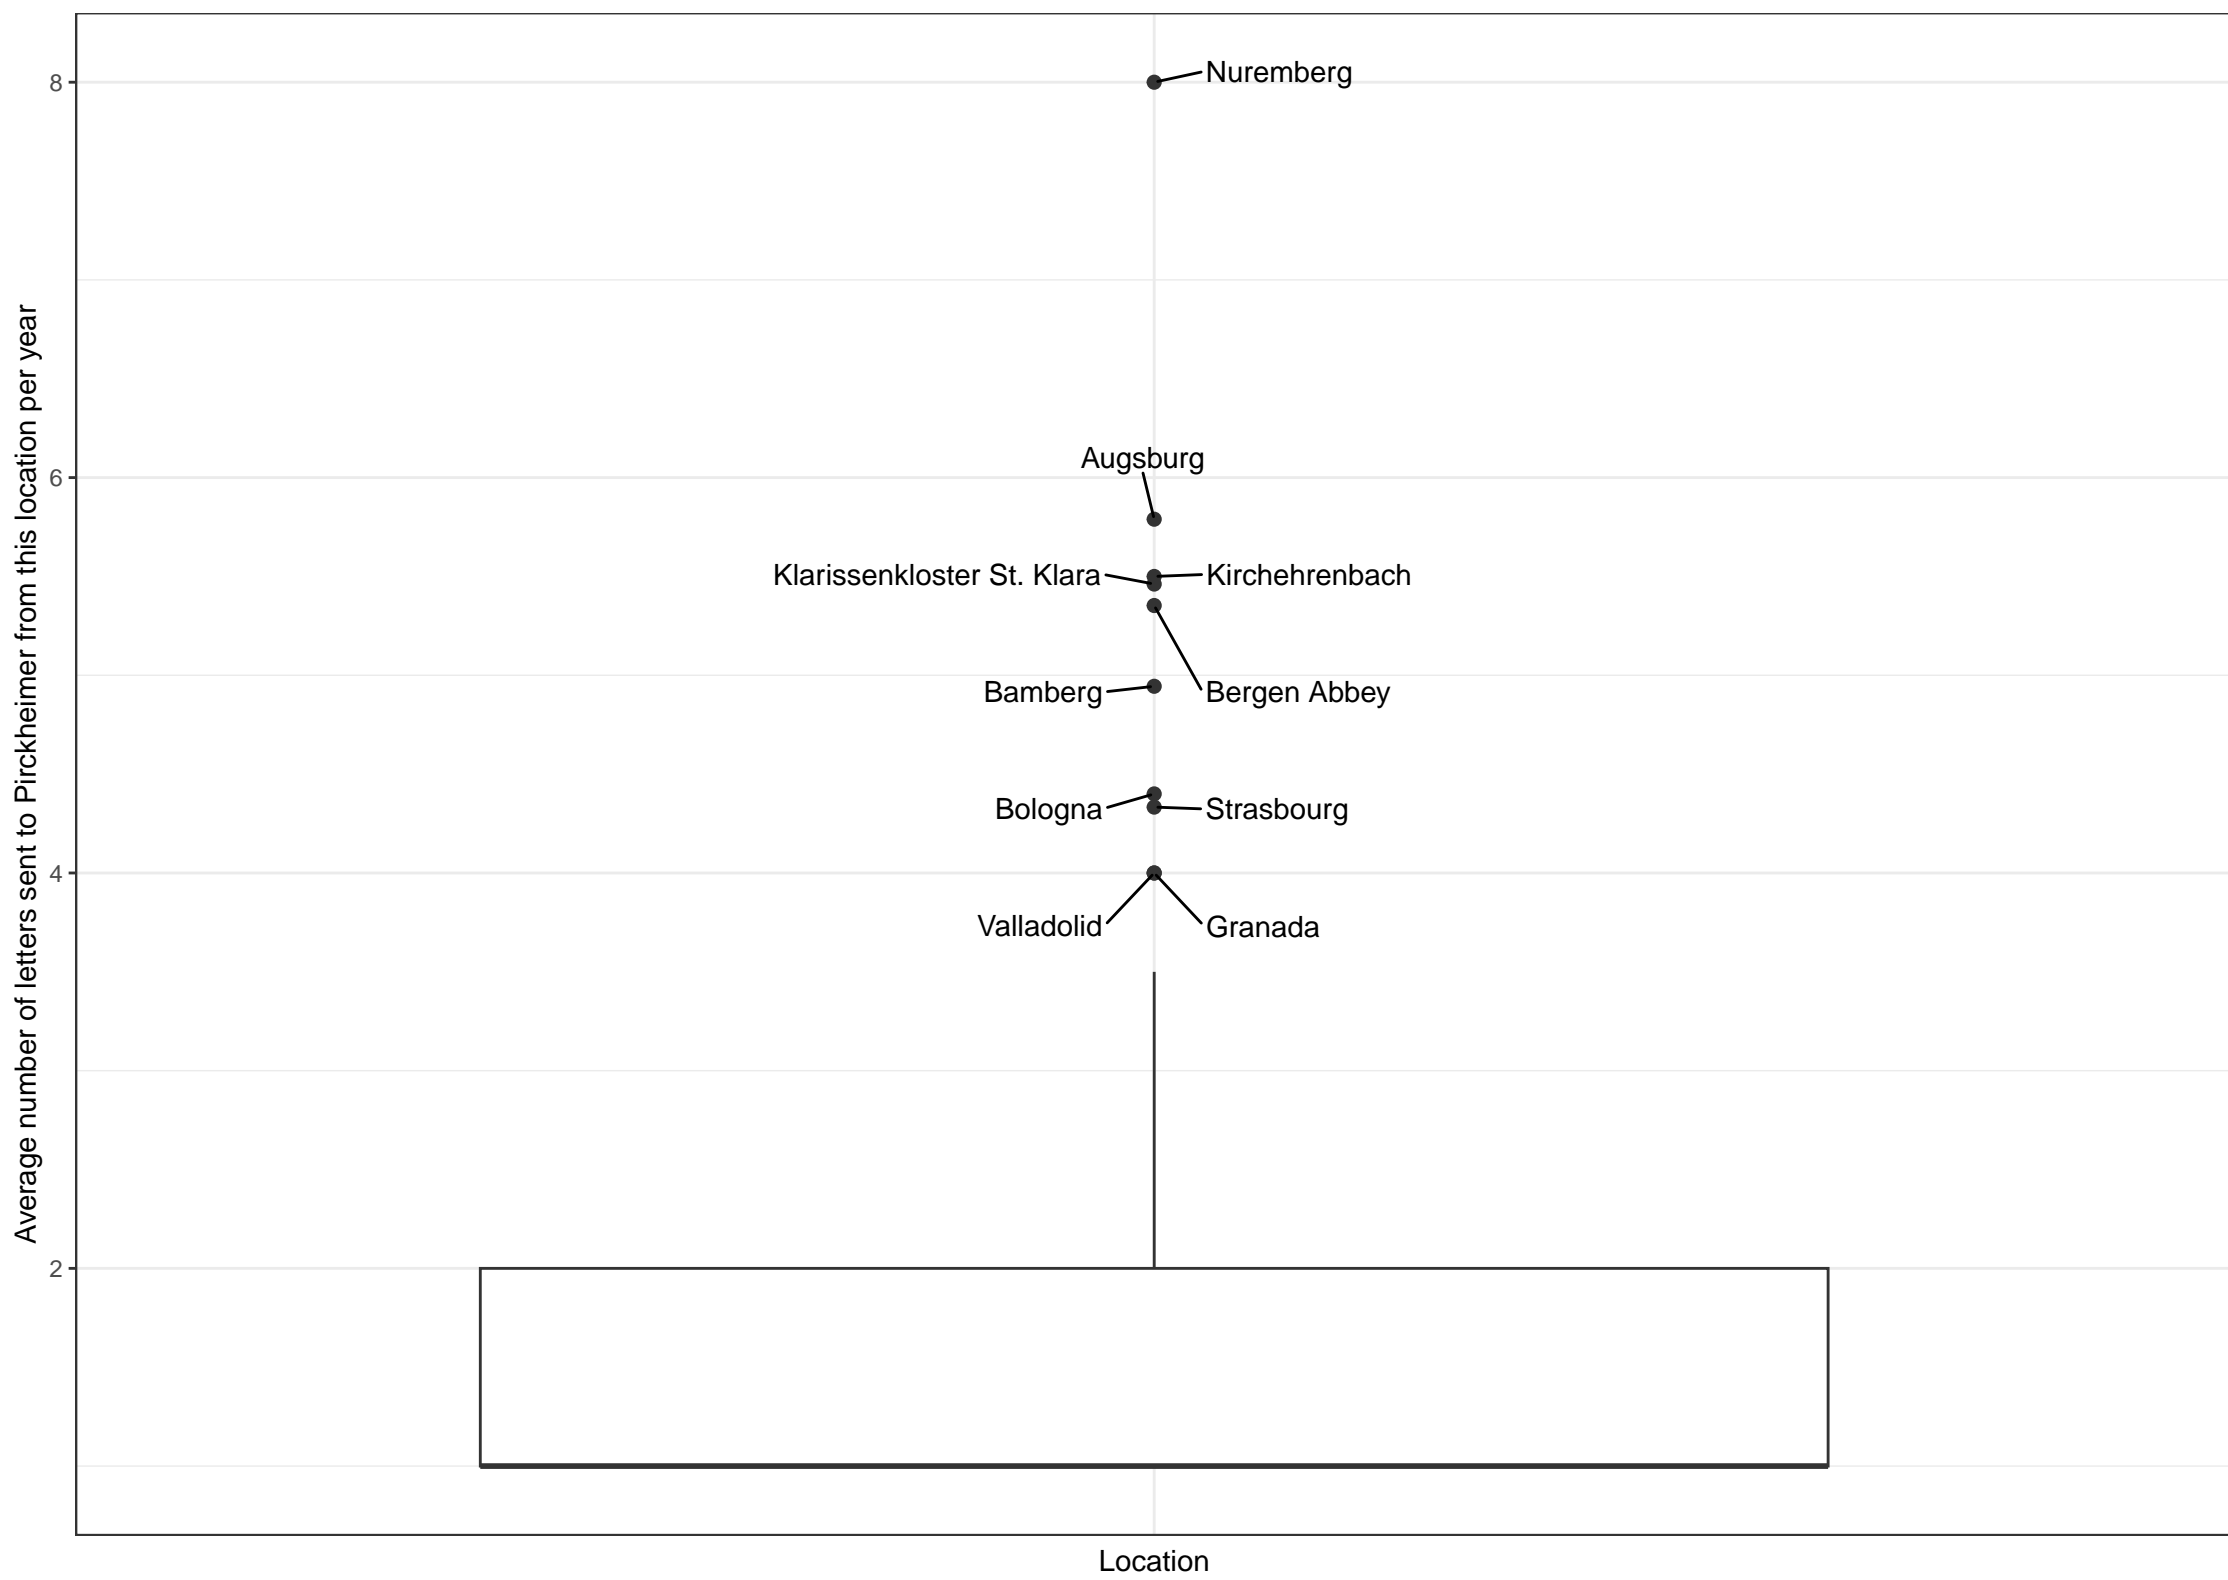 Average number of letters sent to Pirckheimer from this location per year
8
6
4
2
Nuremberg
Augsburg
Klarissenkloster St. Klara
Kirchehrenbach
Bamberg
Bergen Abbey
Bologna
Strasbourg
Valladolid
Granada
Location